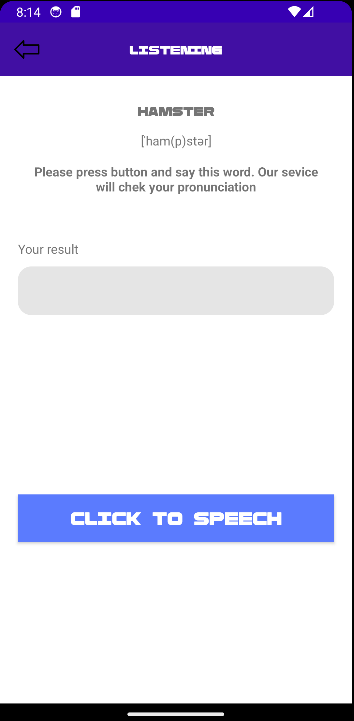 8:14
LISTENING
HAMSTER
['ham(p)stər]
Please press button and say this word. Our sevice
will chek your pronunciation
Your result
CLICK TO SPEECH